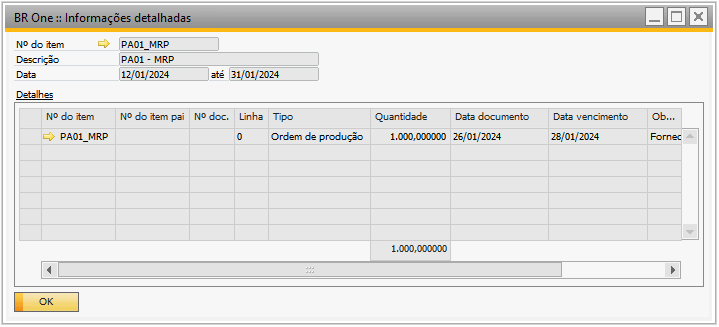 BR One :: Informações detalhadas
Nº do item PA01_MRP
Descrição PA01 - MRP
Data 12/01/2024 até 31/01/2024
Detalhes
Nº do item Nº do item pai Nº doc. Linha Tipo Quantidade Data documento Data vencimento Ob...
PA01_MRP 0 Ordem de produção 1.000,000000 26/01/2024 28/01/2024 Fornec
1.000,000000
OK